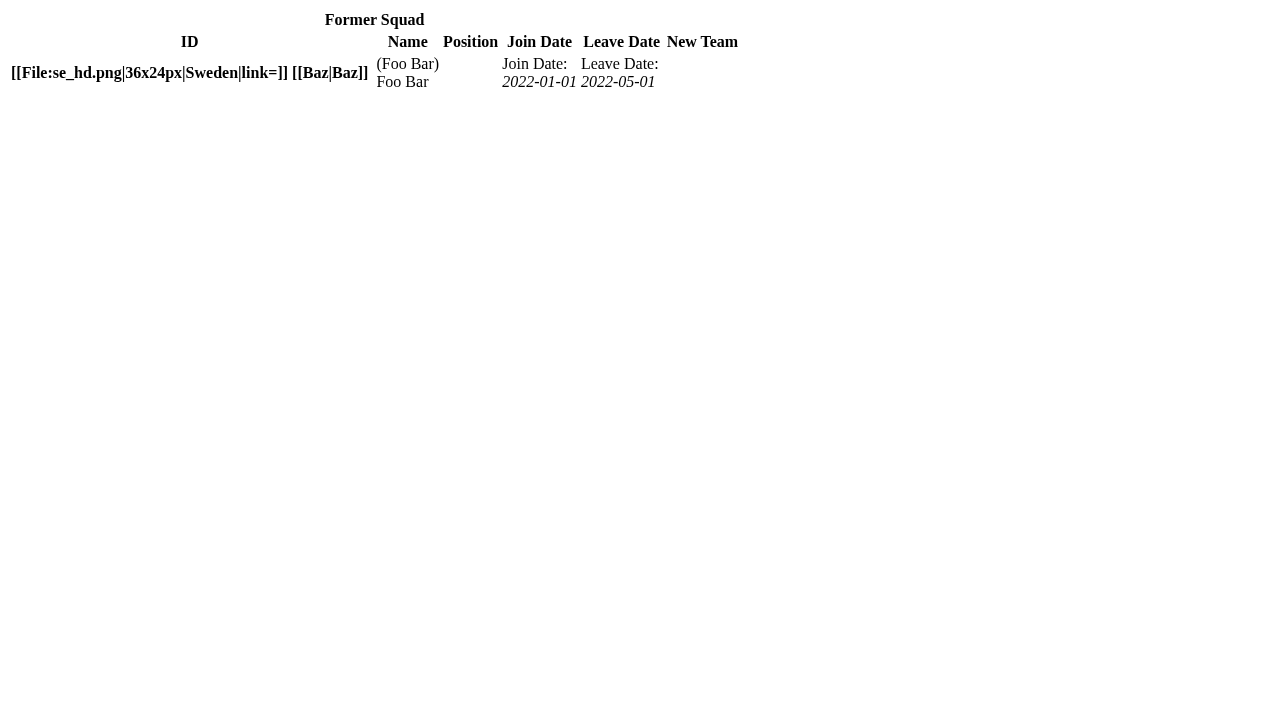 Former Squad
ID Name Position Join Date Leave Date New Team
[[File:se_hd.png|36x24px|Sweden|link=]] [[Baz|Baz]] (Foo Bar) Join Date: Leave Date:
Foo Bar 2022-01-01 2022-05-01